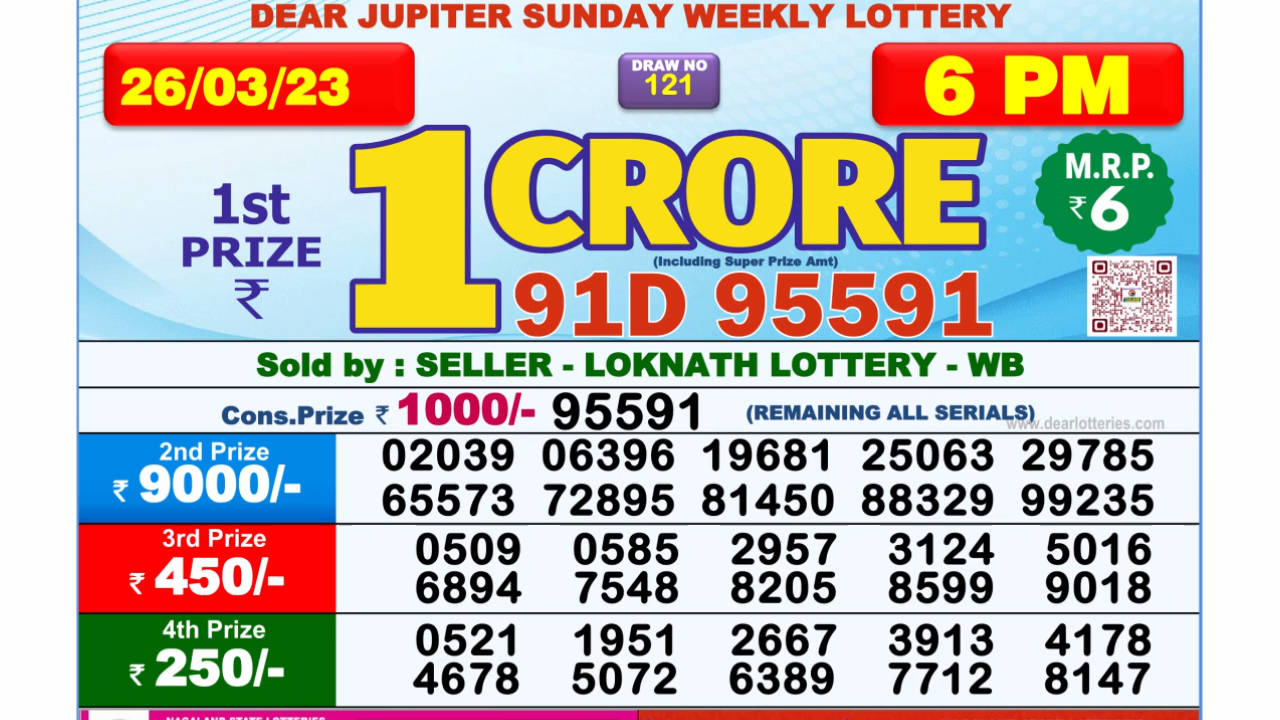 DEAR JUPITER SUNDAY WEEKLY LOTTERY
26/03/23
DRAW NO
121
6 PM
1st
PRIZE
₹
1 CRORE
(Including Super Prize Amt)
91D 95591
M.R.P.
₹ 6
Sold by : SELLER - LOKNATH LOTTERY - WB
Cons.Prize ₹ 1000/- 95591 (REMAINING ALL SERIALS)
www.dearlotteries.com
2nd Prize
₹ 9000/-
02039 06396 19681 25063 29785
65573 72895 81450 88329 99235
3rd Prize
₹ 450/-
0509 0585 2957 3124 5016
6894 7548 8205 8599 9018
4th Prize
₹ 250/-
0521 1951 2667 3913 4178
4678 5072 6389 7712 8147
NAGALAND STATE LOTTERIES